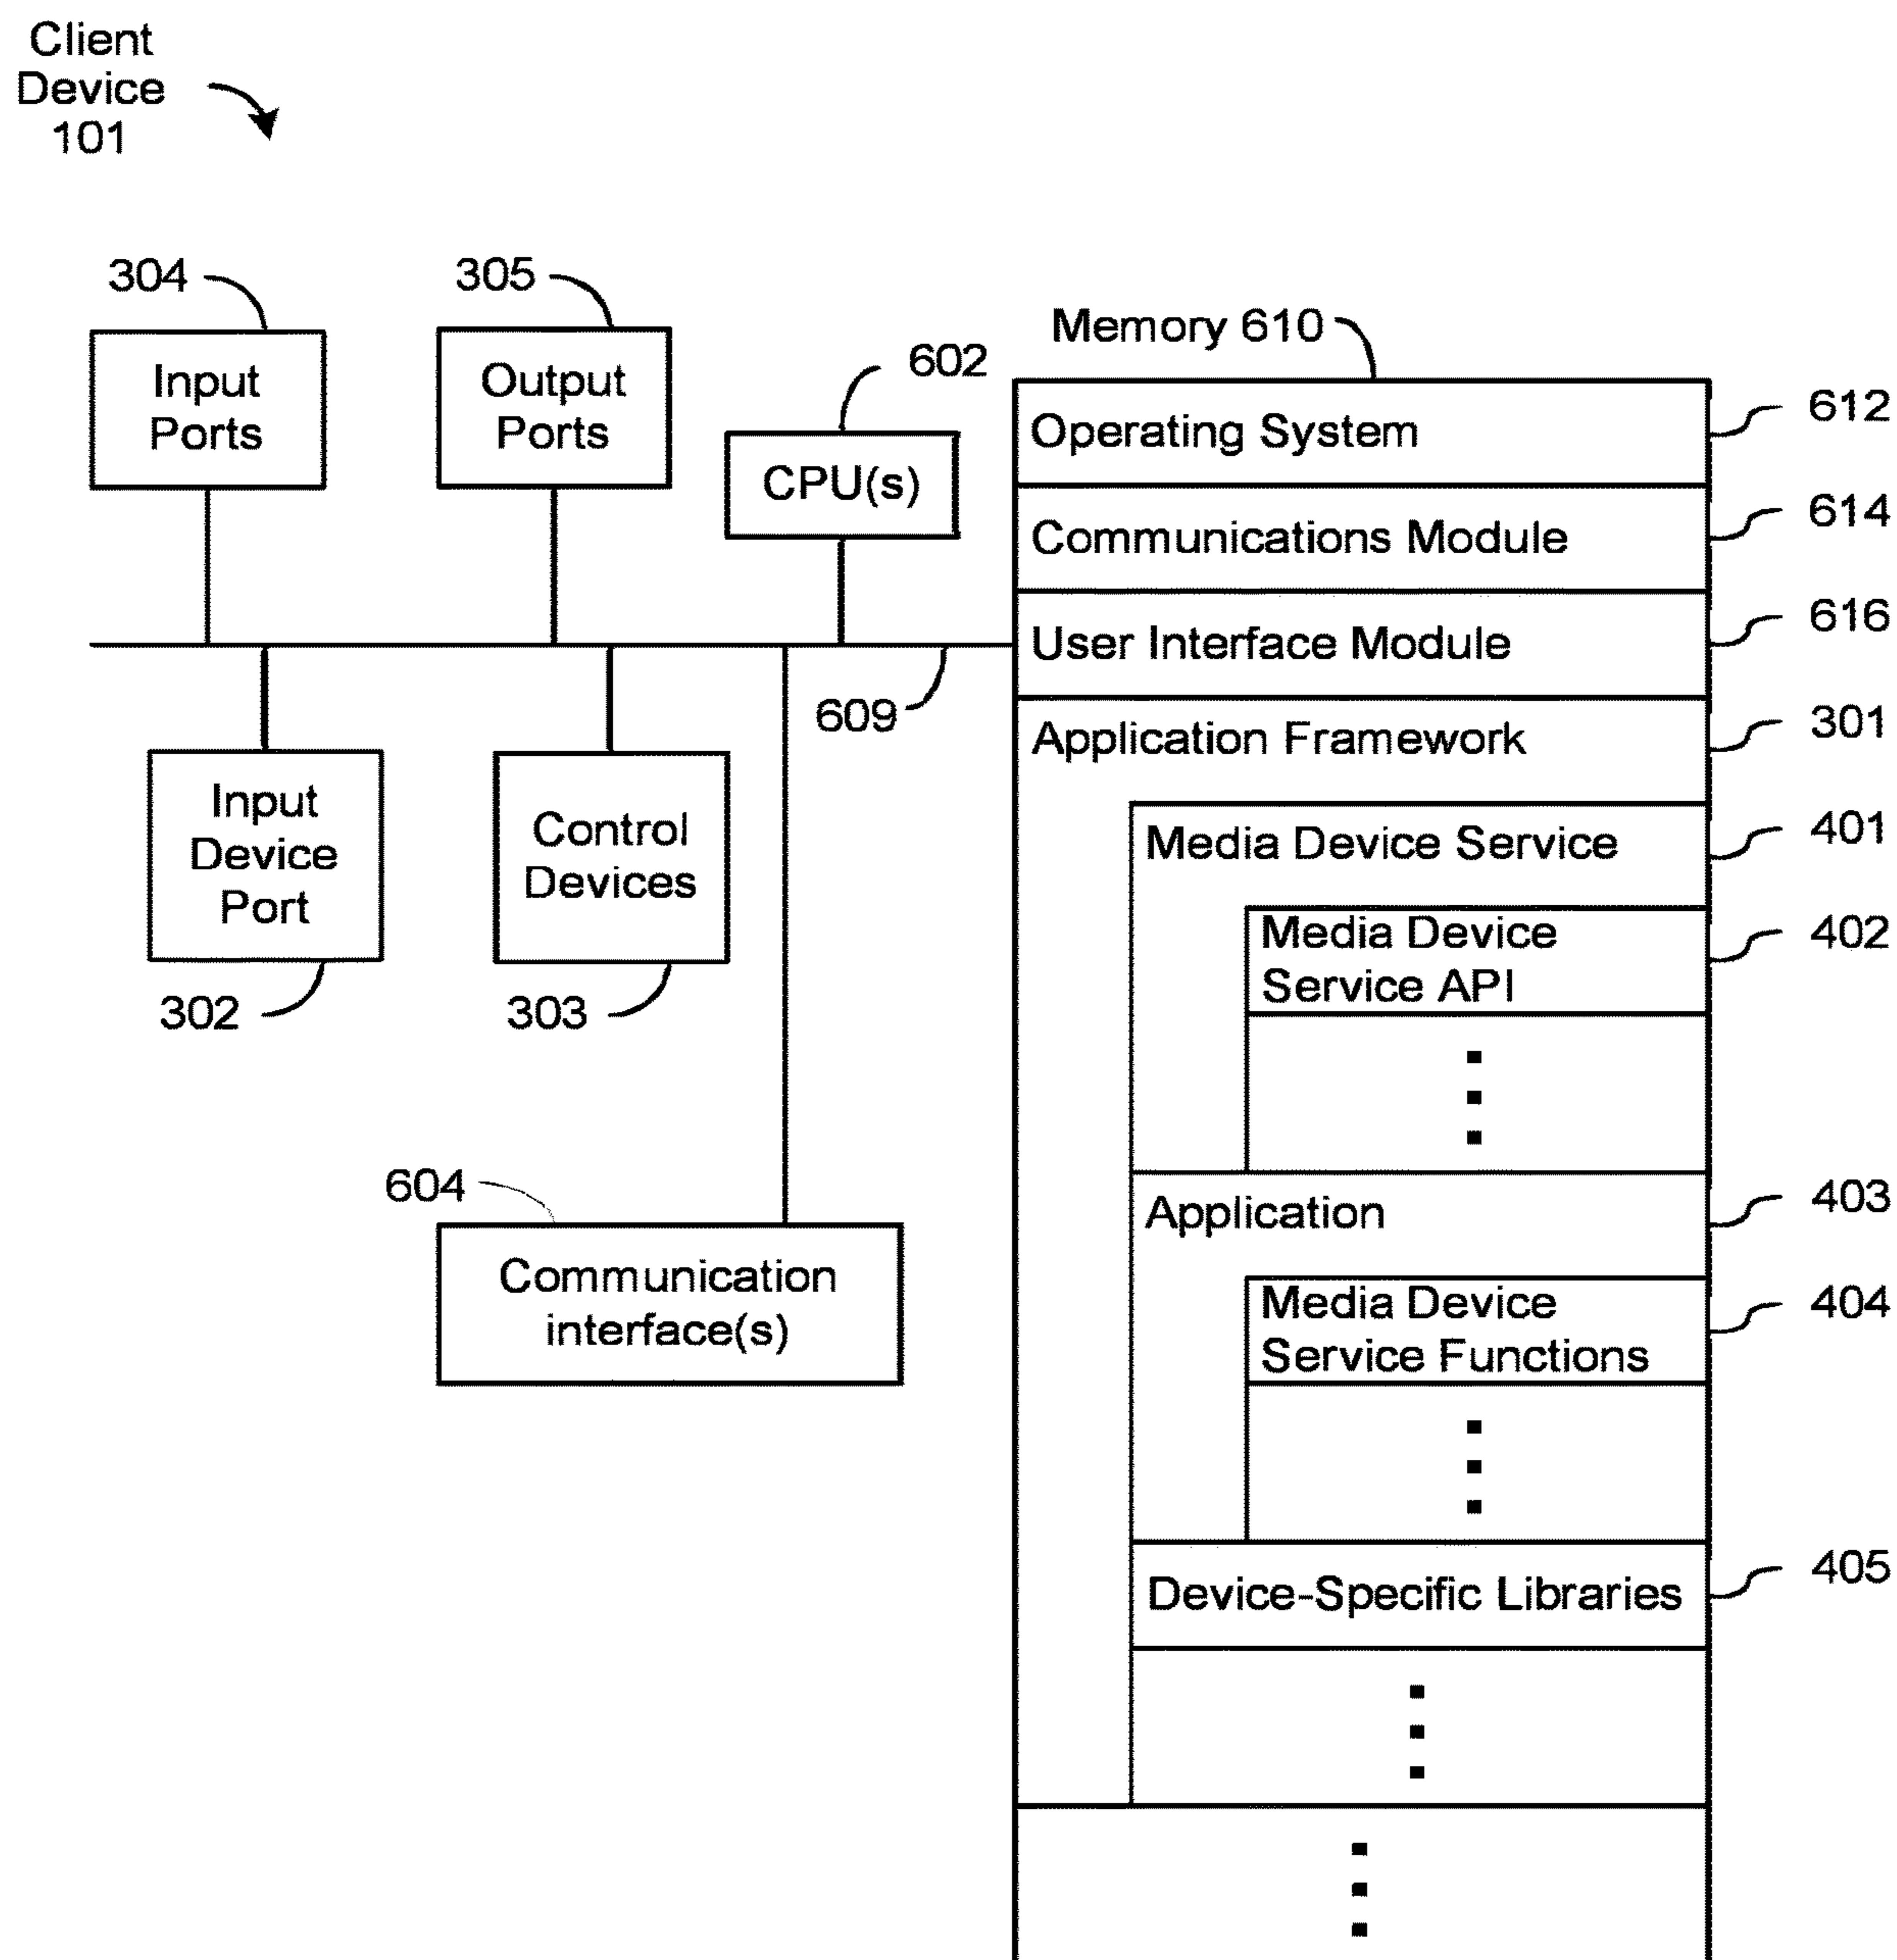 Client
Device
101
304
305
Input
Ports
Output
Ports
602
CPU(s)
Memory 610
Operating System
612
Communications Module
614
User Interface Module
616
609
Application Framework
301
Input
Device
Port
302
Control
Devices
303
Media Device Service
401
Media Device
Service API
402
604
Communication
interface(s)
Application
403
Media Device
Service Functions
404
Device-Specific Libraries
405